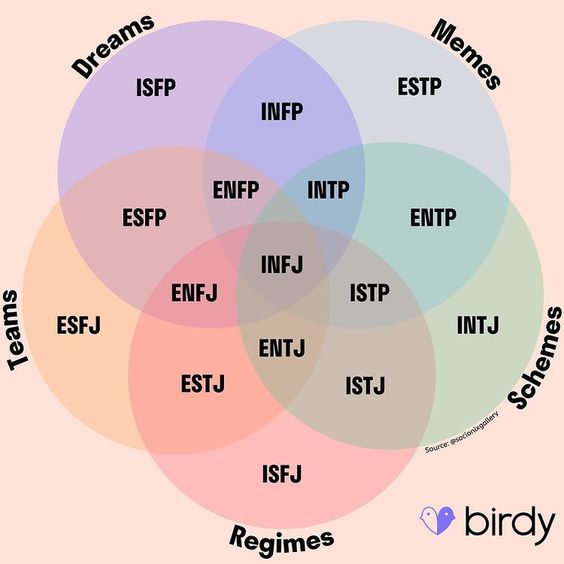 Dreams
Memes
ISFP
ESTP
INFP
ENFP
INTP
ESFP
ENTP
INFJ
ENFJ
ISTP
Teams
ESFJ
INTJ
Schemes
ENTJ
ESTJ
ISTJ
Source: @socionixgallery
ISFJ
birdy
Regimes